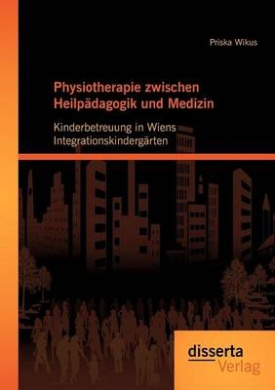 Priska Wikus
Physiotherapie zwischen
Heilpädagogik und Medizin
Kinderbetreuung in Wiens
Integrationskindergärten
disserta
Verlag